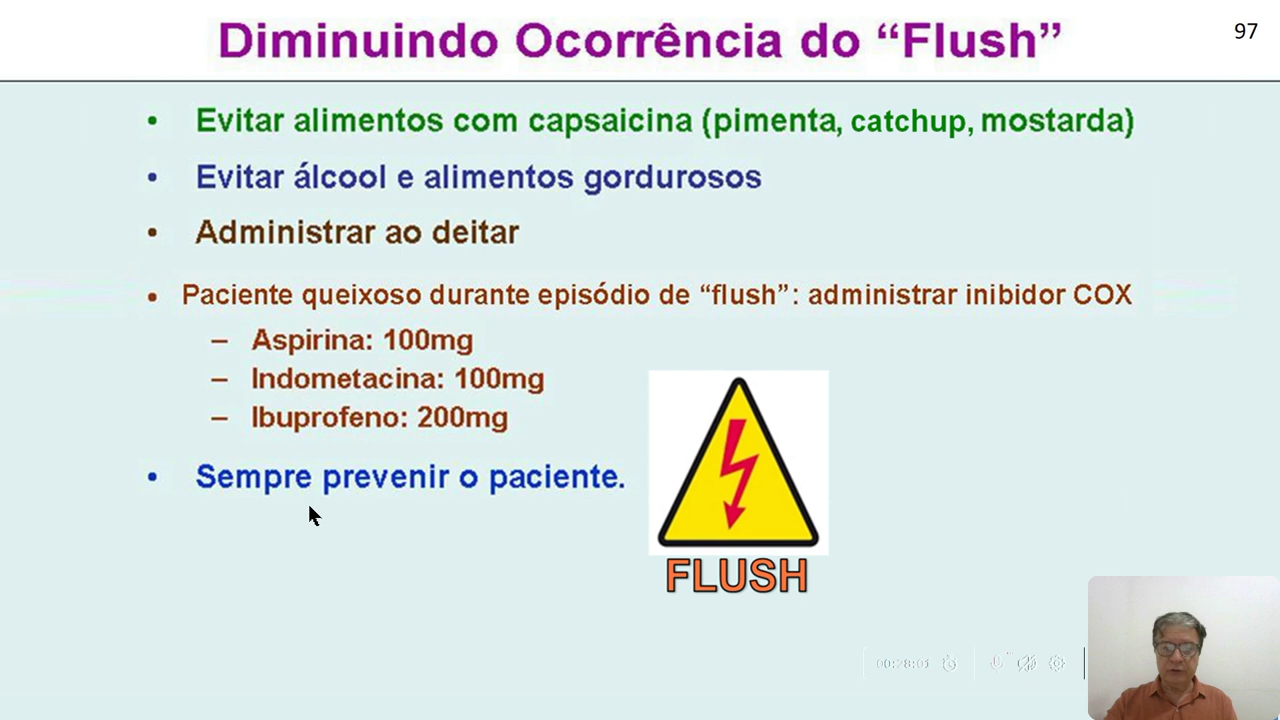 Diminuindo Ocorrência do “Flush”
97
• Evitar alimentos com capsaicina (pimenta, catchup, mostarda)
• Evitar álcool e alimentos gordurosos
• Administrar ao deitar
• Paciente queixoso durante episódio de “flush”: administrar inibidor COX
– Aspirina: 100mg
– Indometacina: 100mg
– Ibuprofeno: 200mg
• Sempre prevenir o paciente.
FLUSH